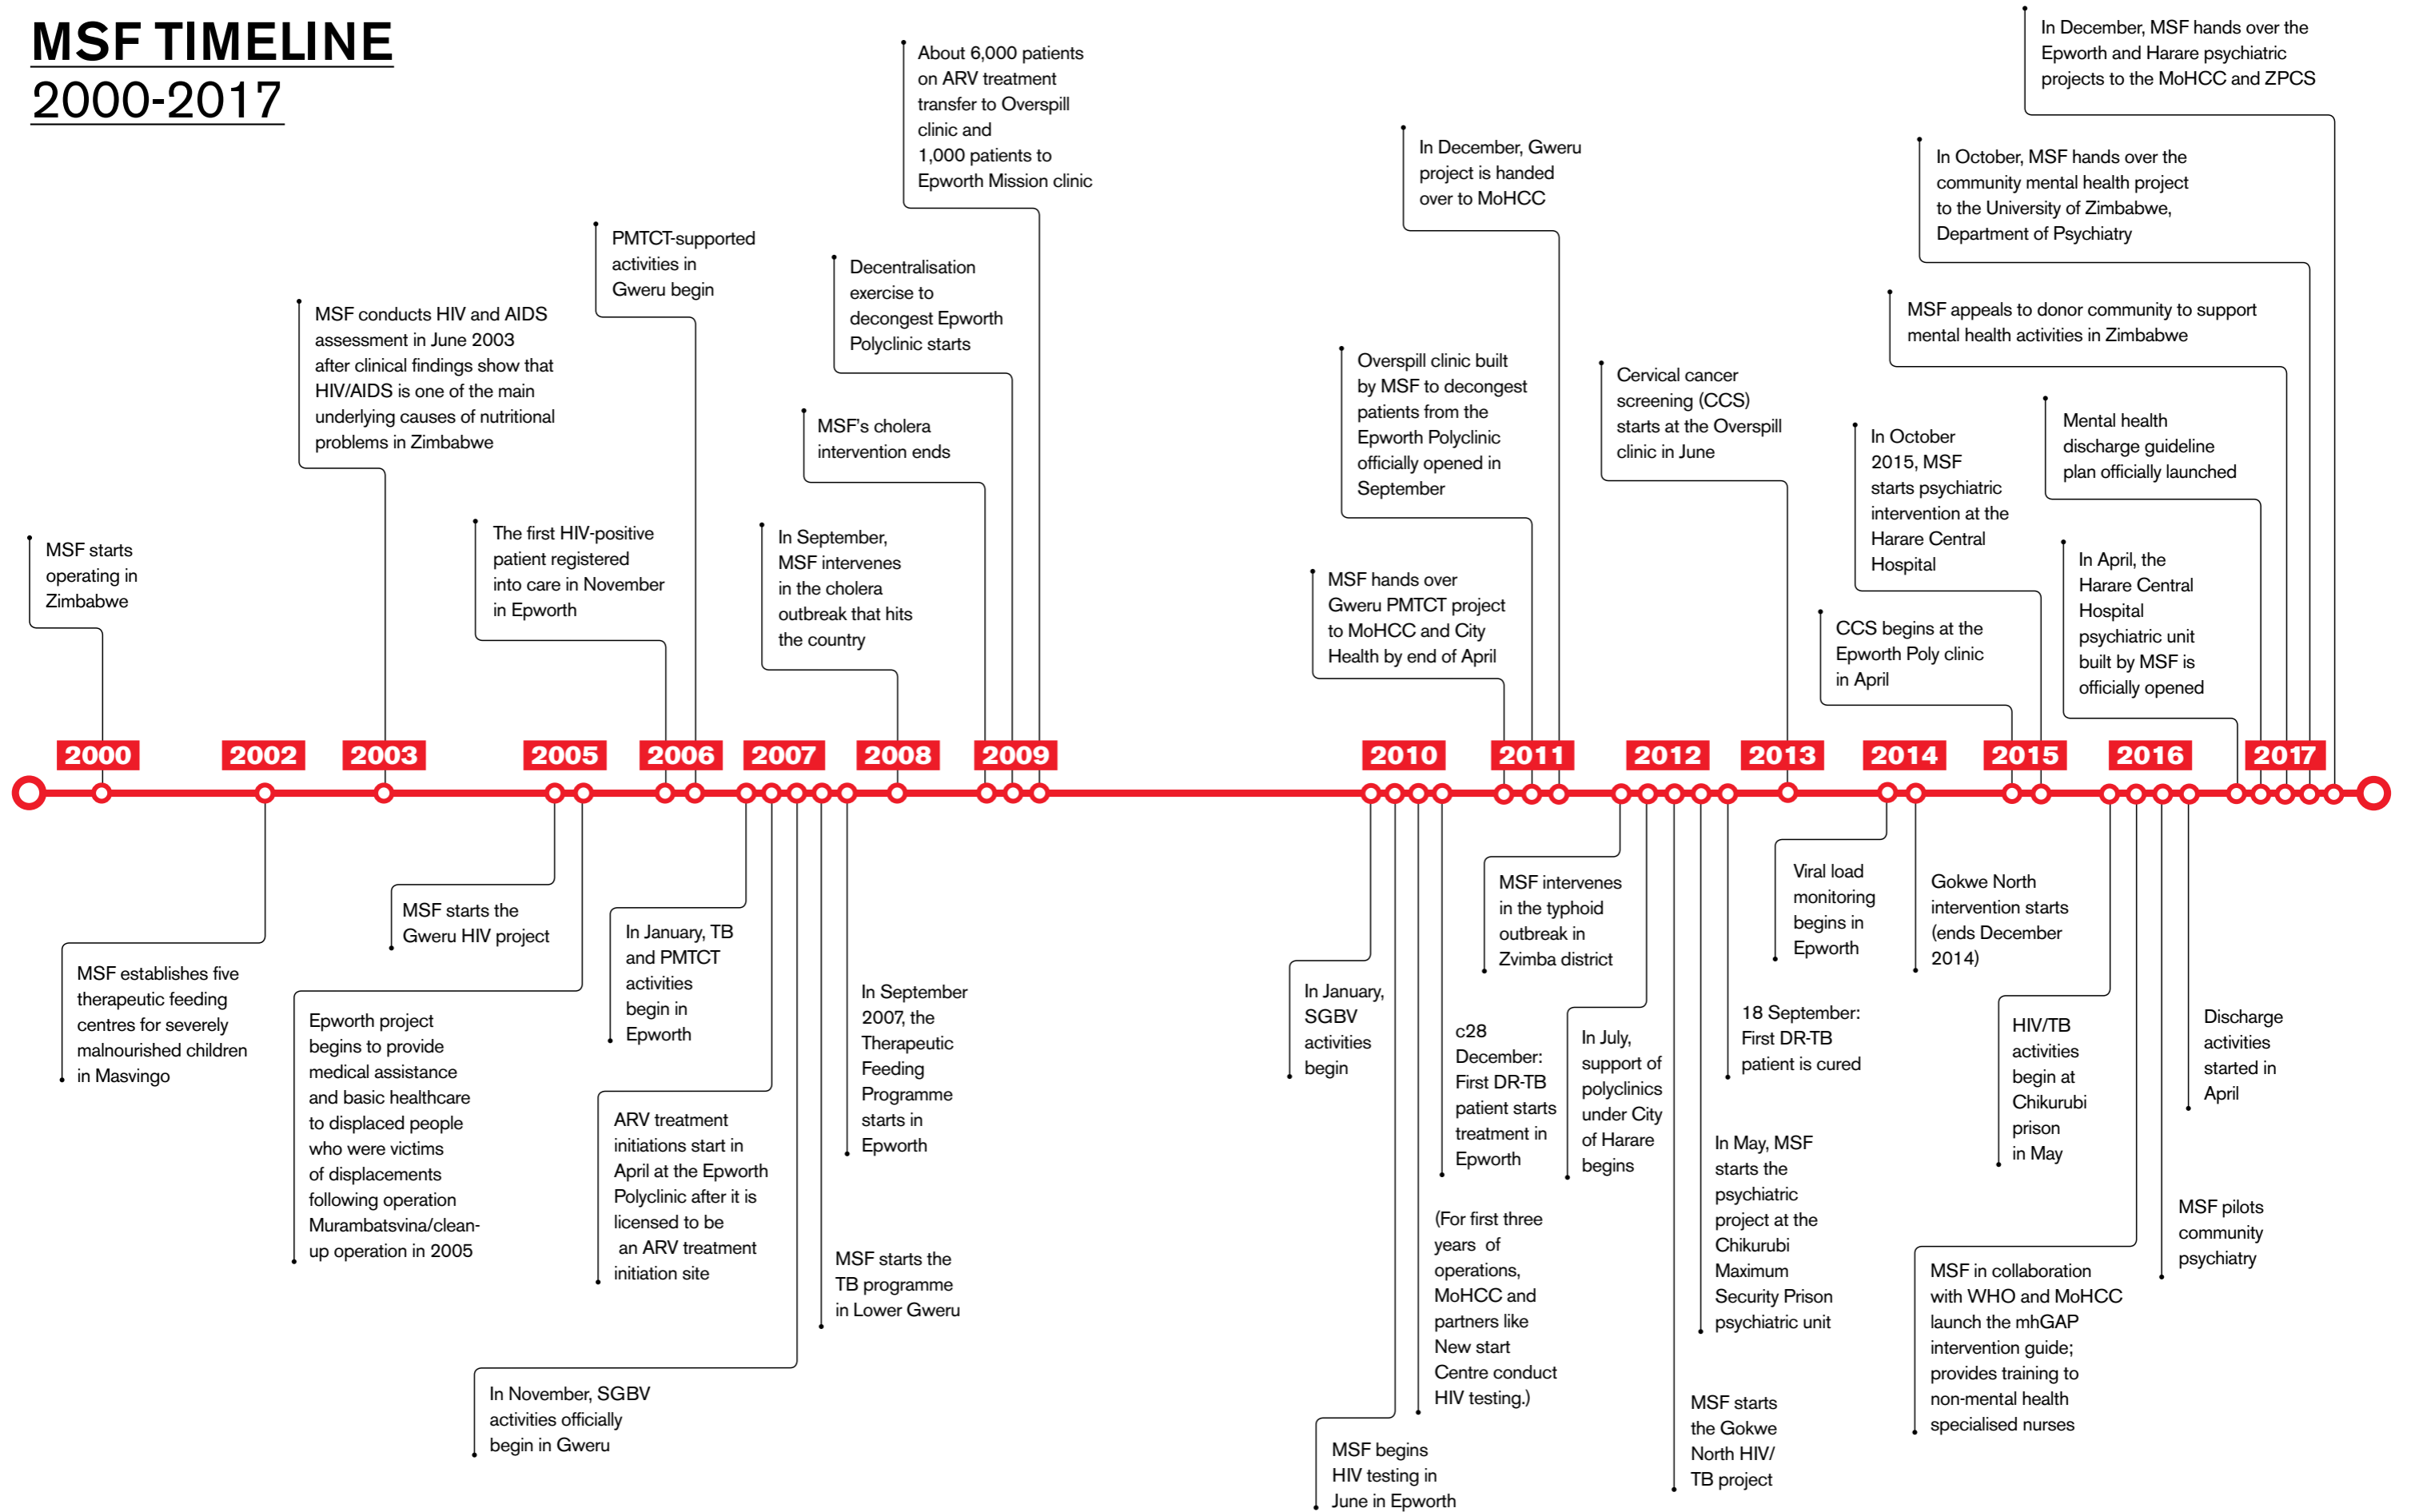 MSF TIMELINE
2000-2017
MSF starts
operating in
Zimbabwe
MSF conducts HIV and AIDS
assessment in June 2003
after clinical findings show that
HIV/AIDS is one of the main
underlying causes of nutritional
problems in Zimbabwe
The first HIV-positive
patient registered
into care in November
in Epworth
PMTCT-supported
activities in
Gweru begin
In September,
MSF intervenes
in the cholera
outbreak that hits
the country
MSF's cholera
intervention ends
Decentralisation
exercise to
decongest Epworth
Polyclinic starts
About 6,000 patients
on ARV treatment
transfer to Overspill
clinic and
1,000 patients to
Epworth Mission clinic
MSF hands over
Gweru PMTCT project
to MoHCC and City
Health by end of April
Overspill clinic built
by MSF to decongest
patients from the
Epworth Polyclinic
officially opened in
September
In December, Gweru
project is handed
over to MoHCC
Cervical cancer
screening (CCS)
starts at the Overspill
clinic in June
CCS begins at the
Epworth Poly clinic
in April
In October
2015, MSF
starts psychiatric
intervention at the
Harare Central
Hospital
In April, the
Harare Central
Hospital
psychiatric unit
built by MSF is
officially opened
Mental health
discharge guideline
plan officially launched
MSF appeals to donor community to support
mental health activities in Zimbabwe
In October, MSF hands over the
community mental health project
to the University of Zimbabwe,
Department of Psychiatry
In December, MSF hands over the
Epworth and Harare psychiatric
projects to the MoHCC and ZPCS
2000
2002
2003
2005
2006
2007
2008
2009
2010
2011
2012
2013
2014
2015
2016
2017
MSF establishes five
therapeutic feeding
centres for severely
malnourished children
in Masvingo
MSF starts the
Gweru HIV project
Epworth project
begins to provide
medical assistance
and basic healthcare
to displaced people
who were victims
of displacements
following operation
Murambatsvina/clean-
up operation in 2005
In January, TB
and PMTCT
activities
begin in
Epworth
ARV treatment
initiations start in
April at the Epworth
Polyclinic after it is
licensed to be
an ARV treatment
initiation site
In November, SGBV
activities officially
begin in Gweru
MSF starts the
TB programme
in Lower Gweru
In September
2007, the
Therapeutic
Feeding
Programme
starts in
Epworth
In January,
SGBV
activities
begin
MSF begins
HIV testing in
June in Epworth
(For first three
years of
operations,
MoHCC and
partners like
New start
Centre conduct
HIV testing.)
c28
December:
First DR-TB
patient starts
treatment in
Epworth
MSF intervenes
in the typhoid
outbreak in
Zvimba district
In July,
support of
polyclinics
under City
of Harare
begins
MSF starts
the Gokwe
North HIV/
TB project
In May, MSF
starts the
psychiatric
project at the
Chikurubi
Maximum
Security Prison
psychiatric unit
18 September:
First DR-TB
patient is cured
Viral load
monitoring
begins in
Epworth
Gokwe North
intervention starts
(ends December
2014)
HIV/TB
activities
begin at
Chikurubi
prison
in May
MSF in collaboration
with WHO and MoHCC
launch the mhGAP
intervention guide;
provides training to
non-mental health
specialised nurses
MSF pilots
community
psychiatry
Discharge
activities
started in
April